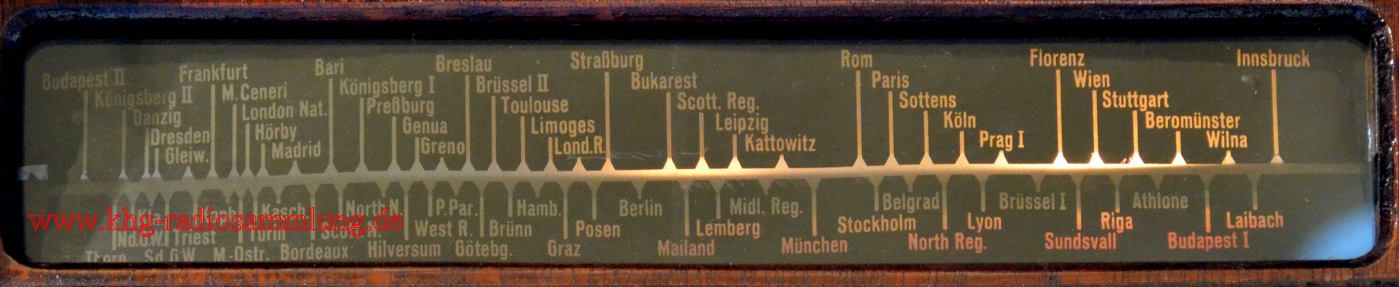 Budapest II
Königsberg II
Danzig
Dresden
Gleiw.
Frankfurt
M. Ceneri
London Nat.
Hörby
Madrid
Bari
Königsberg I
Preßburg
Genua
Greno
Breslau
Brüssel II
Toulouse
Limoges
Lond.R.
Straßburg
Bukarest
Scott. Reg.
Leipzig
Kattowitz
Rom
Paris
Sottens
Köln
Prag I
Florenz
Wien
Stuttgart
Beromünster
Wilna
Innsbruck
www.khg-radiosammlung.de
Kasch
North N.
P.Par.
Hamb.
Berlin
Midl. Reg.
Belgrad
Brüssel I
Athlone
West R.
Brünn
Posen
Lemberg
Stockholm
Lyon
Riga
Laibach
Nd.G.W.
Triest
Turin
North Reg.
Sundsvall
Budapest I
Thorn
Sd.G.W.
M.-Ostr.
Bordeaux
Hilversum
Götebg.
Graz
Mailand
München